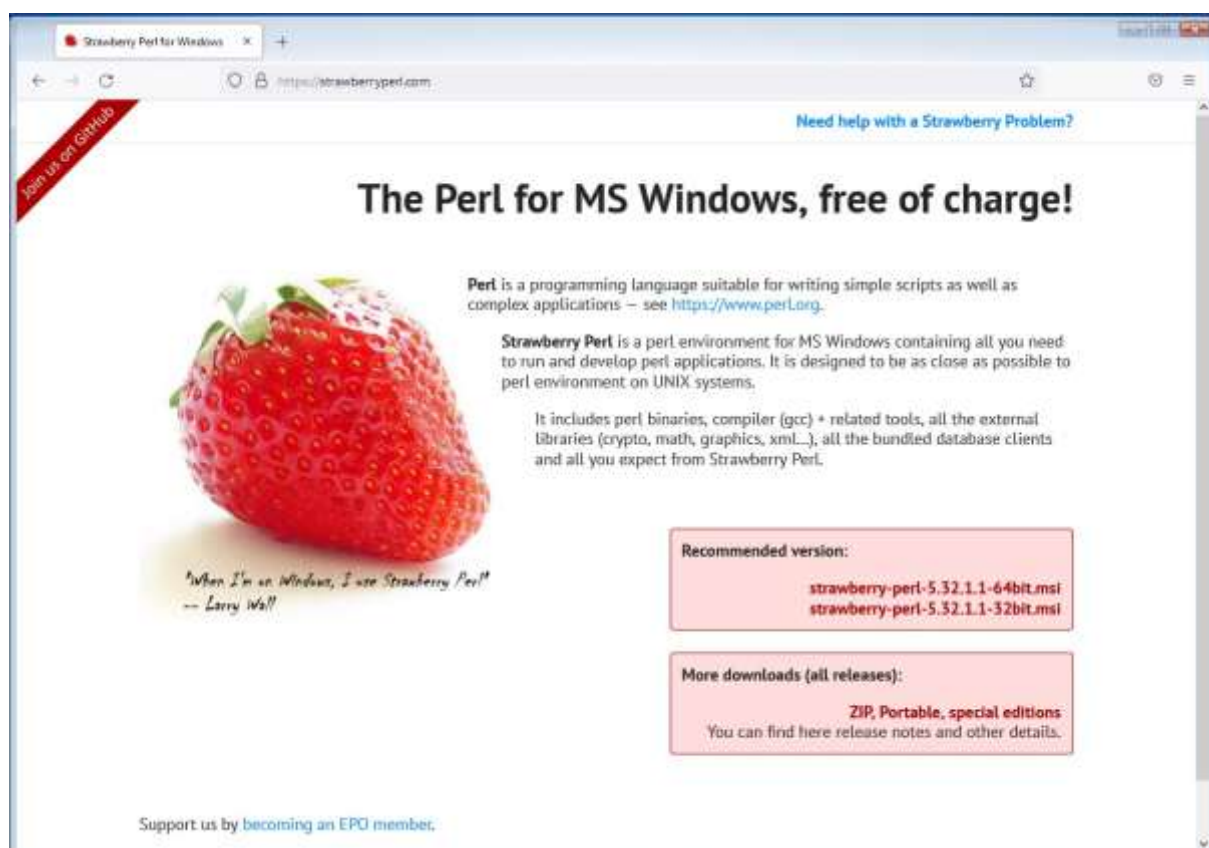 Strawberry Perl for Windows
https://strawberryperl.com
Join us on GitHub
Need help with a Strawberry Problem?
The Perl for MS Windows, free of charge!
Perl is a programming language suitable for writing simple scripts as well as
complex applications — see https://www.perl.org.
Strawberry Perl is a perl environment for MS Windows containing all you need
to run and develop perl applications. It is designed to be as close as possible to
perl environment on UNIX systems.
It includes perl binaries, compiler (gcc) + related tools, all the external
libraries (crypto, math, graphics, xml...), all the bundled database clients
and all you expect from Strawberry Perl.
"When I'm on Windows, I use Strawberry Perl"
-- Larry Wall
Recommended version:
strawberry-perl-5.32.1.1-64bit.msi
strawberry-perl-5.32.1.1-32bit.msi
More downloads (all releases):
ZIP, Portable, special editions
You can find here release notes and other details.
Support us by becoming an EPO member.